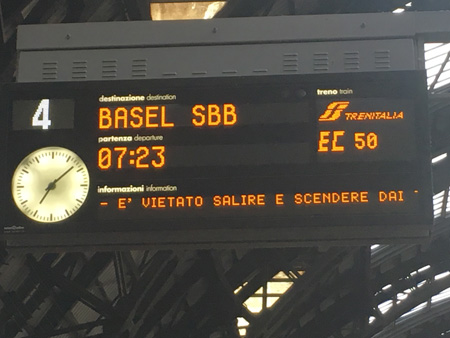 4
destinazione destination
BASEL SBB
treno train
TRENITALIA
EC 50
partenza departure
07:23
informazioni information
- E' VIETATO SALIRE E SCENDERE DAI